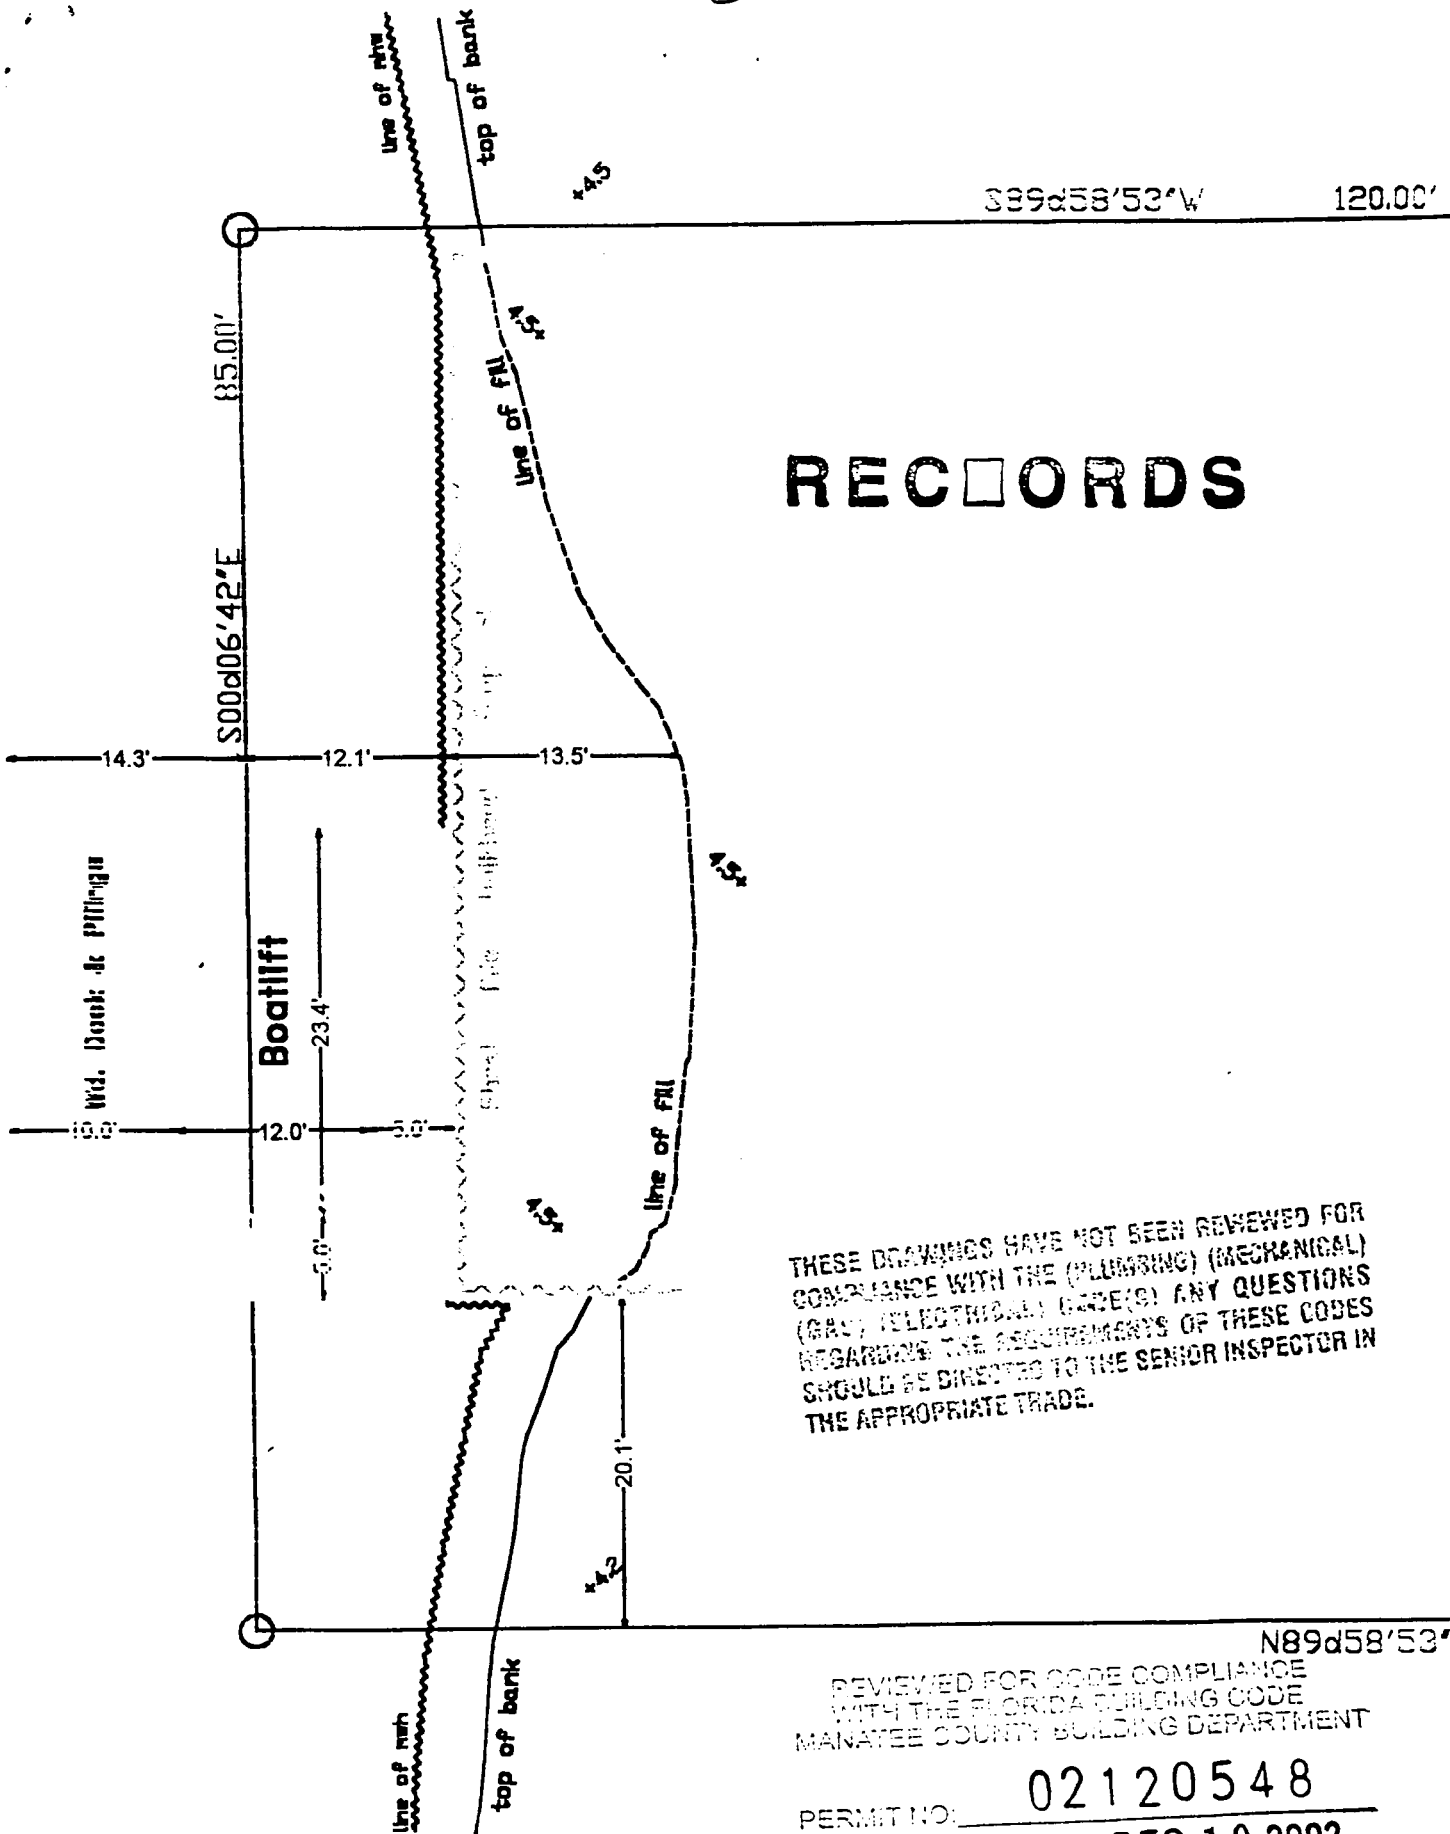 line of mhw
top of bank
4.5
S89d58'53"W 120.00'
85.00'
line of fill
RECORDS
S00d06'42"E
14.3'
12.1'
13.5'
Boatlift
23.4'
10.0'
12.0'
5.0'
line of fill
THESE DRAWINGS HAVE NOT BEEN REVIEWED FOR
COMPLIANCE WITH THE (PLUMBING) (MECHANICAL)
(GAS) (ELECTRICAL) CODE(S) ANY QUESTIONS
REGARDING THE REQUIREMENTS OF THESE CODES
SHOULD BE DIRECTED TO THE SENIOR INSPECTOR IN
THE APPROPRIATE TRADE.
20.1'
4.2
N89d58'53"
REVIEWED FOR CODE COMPLIANCE
WITH THE FLORIDA BUILDING CODE
MANATEE COUNTY BUILDING DEPARTMENT
02120548
PERMIT NO:
line of mwh
top of bank